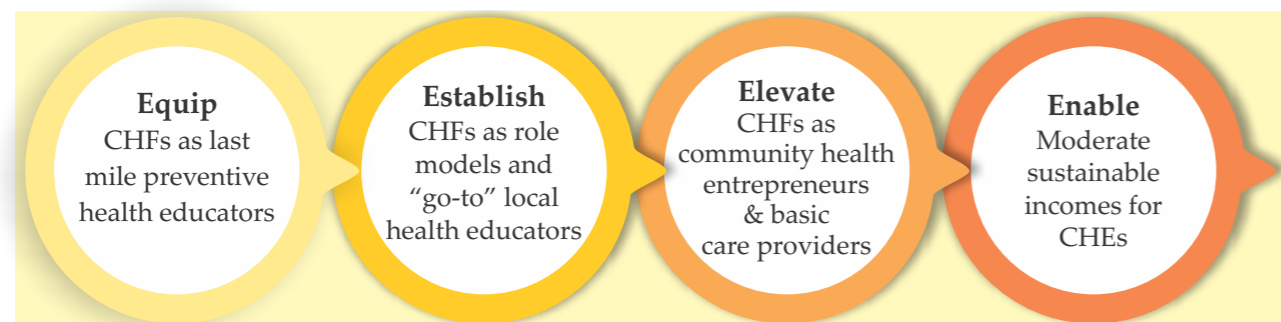 Equip
CHFs as last
mile preventive
health educators
Establish
CHFs as role
models and
“go-to” local
health educators
Elevate
CHFs as
community health
entrepreneurs
& basic
care providers
Enable
Moderate
sustainable
incomes for
CHEs